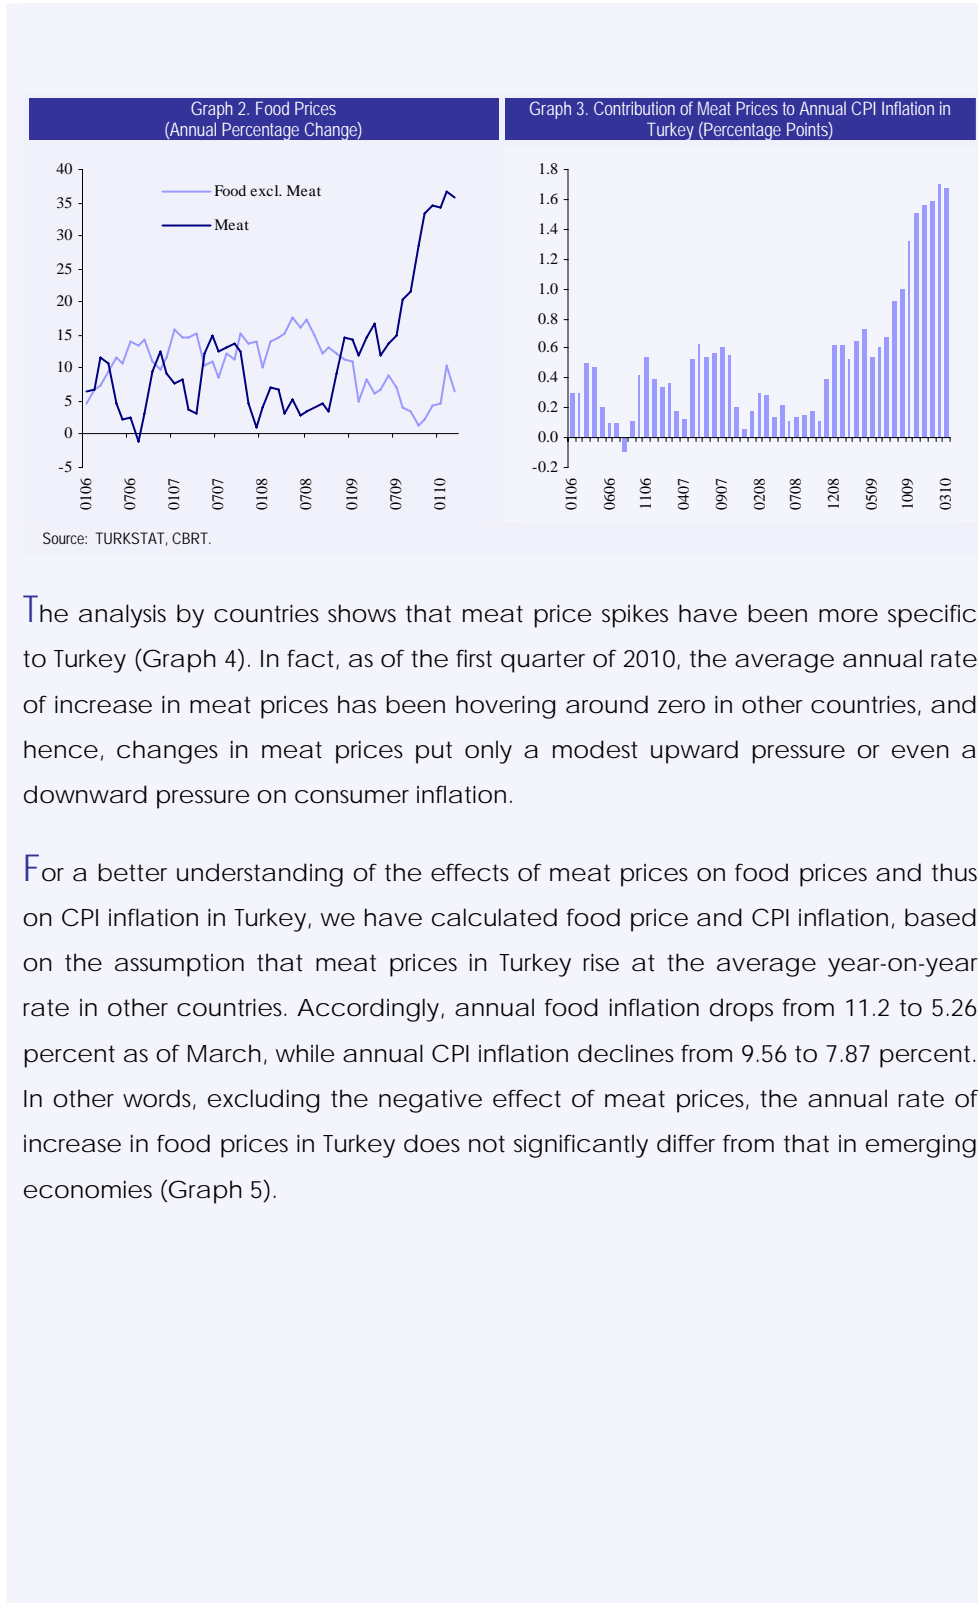 Graph 2. Food Prices
(Annual Percentage Change)
40
35
30
25
20
15
10
5
0
-5
Food excl. Meat
Meat
0106
0706
0107
0707
0108
0708
0109
0709
0110
Graph 3. Contribution of Meat Prices to Annual CPI Inflation in
Turkey (Percentage Points)
1.8
1.6
1.4
1.2
1.0
0.8
0.6
0.4
0.2
0.0
-0.2
0106
0606
1106
0407
0907
0208
0708
1208
0509
1009
0310
Source: TURKSTAT, CBRT.
The analysis by countries shows that meat price spikes have been more specific
to Turkey (Graph 4). In fact, as of the first quarter of 2010, the average annual rate
of increase in meat prices has been hovering around zero in other countries, and
hence, changes in meat prices put only a modest upward pressure or even a
downward pressure on consumer inflation.
For a better understanding of the effects of meat prices on food prices and thus
on CPI inflation in Turkey, we have calculated food price and CPI inflation, based
on the assumption that meat prices in Turkey rise at the average year-on-year
rate in other countries. Accordingly, annual food inflation drops from 11.2 to 5.26
percent as of March, while annual CPI inflation declines from 9.56 to 7.87 percent.
In other words, excluding the negative effect of meat prices, the annual rate of
increase in food prices in Turkey does not significantly differ from that in emerging
economies (Graph 5).